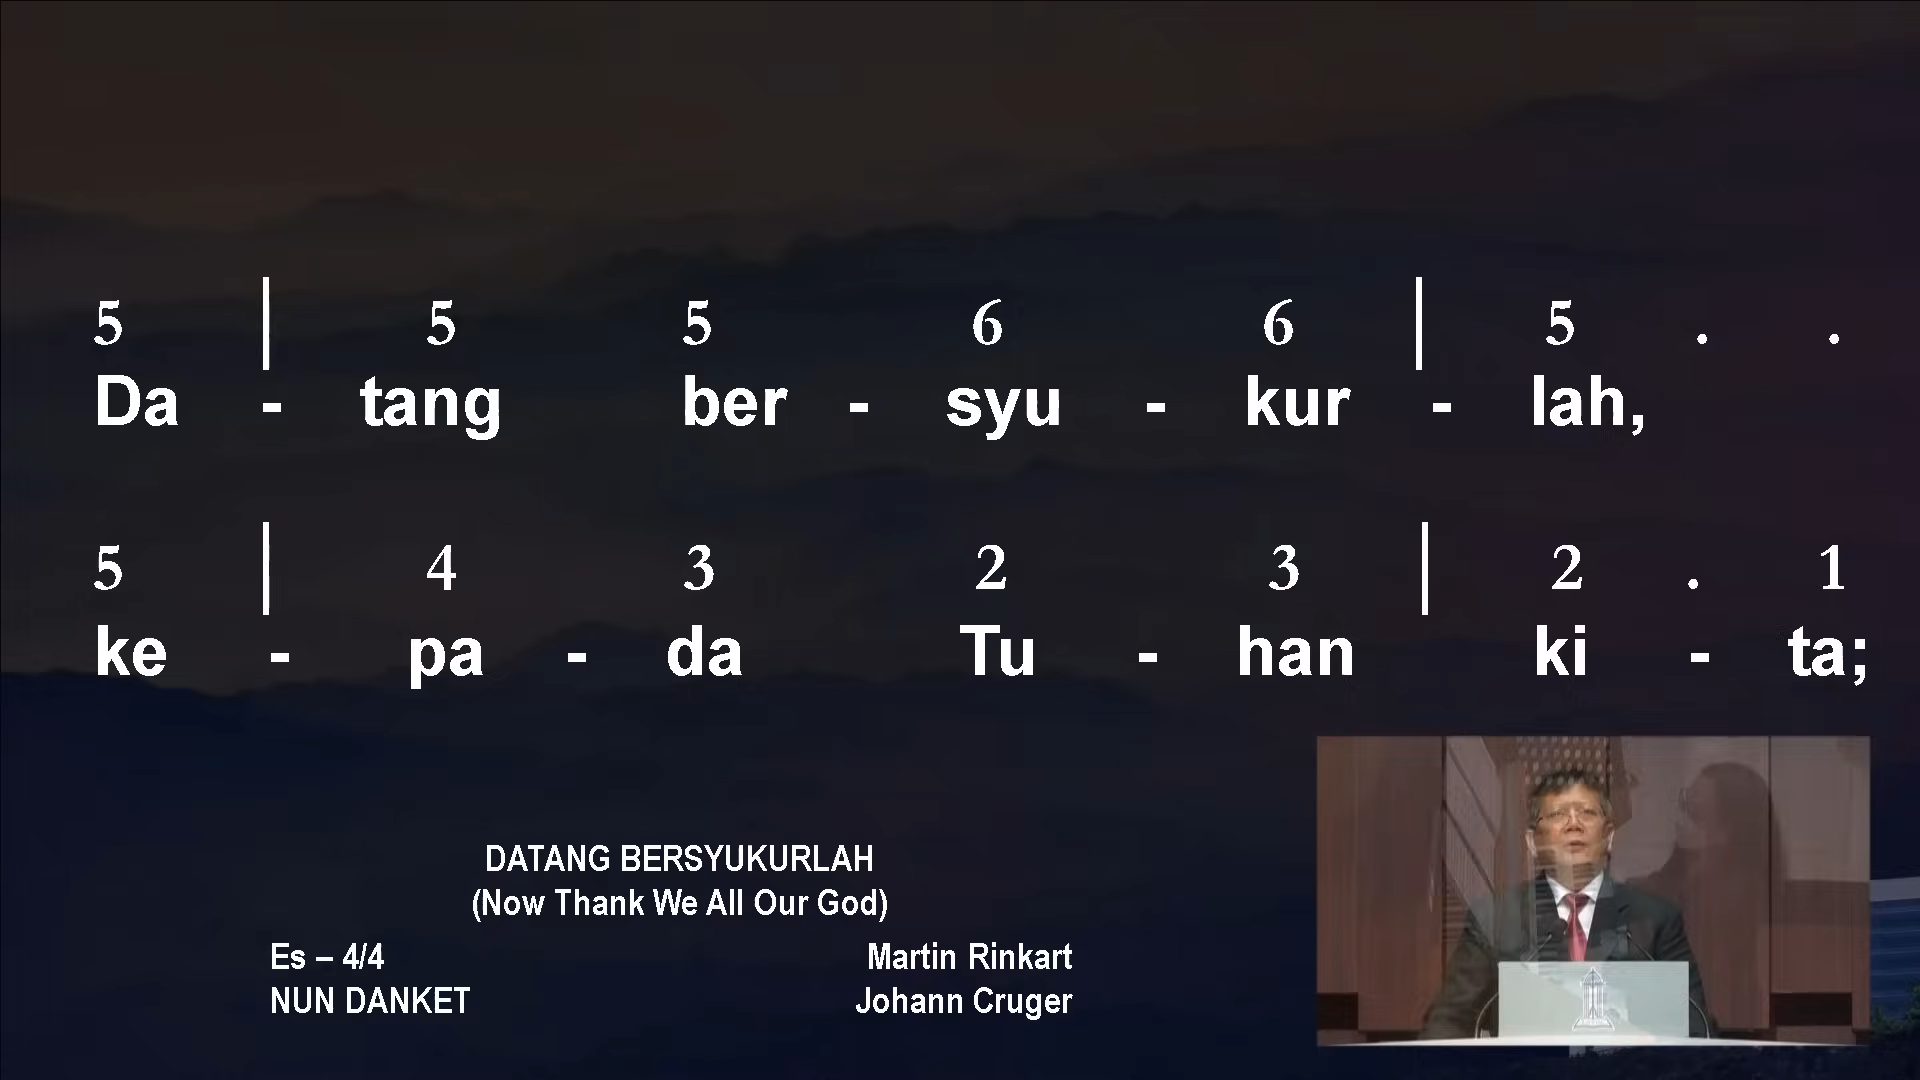 5 | 5 5 6 6 | 5 . .
Da - tang ber - syu - kur - lah,
5 | 4 3 2 3 | 2 . 1
ke - pa - da Tu - han ki - ta;
DATANG BERSYUKURLAH
(Now Thank We All Our God)
Es – 4/4 Martin Rinkart
NUN DANKET Johann Cruger